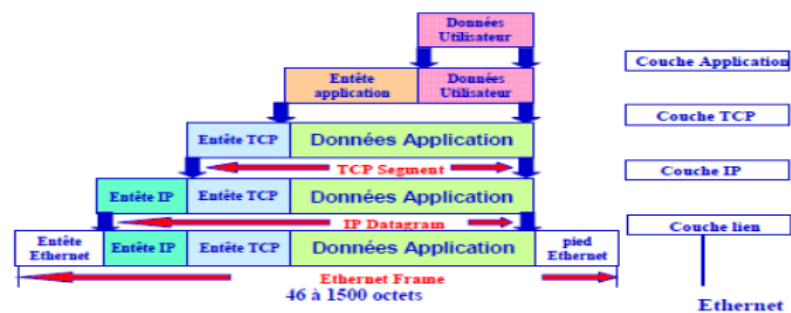 Données
Utilisateur
Entête
application
Données
Utilisateur
Couche Application
Entête TCP
Données Application
Couche TCP
TCP Segment
Entête IP
Entête TCP
Données Application
Couche IP
IP Datagram
Entête
Ethernet
Entête IP
Entête TCP
Données Application
pied
Ethernet
Couche lien
Ethernet Frame
46 à 1500 octets
Ethernet